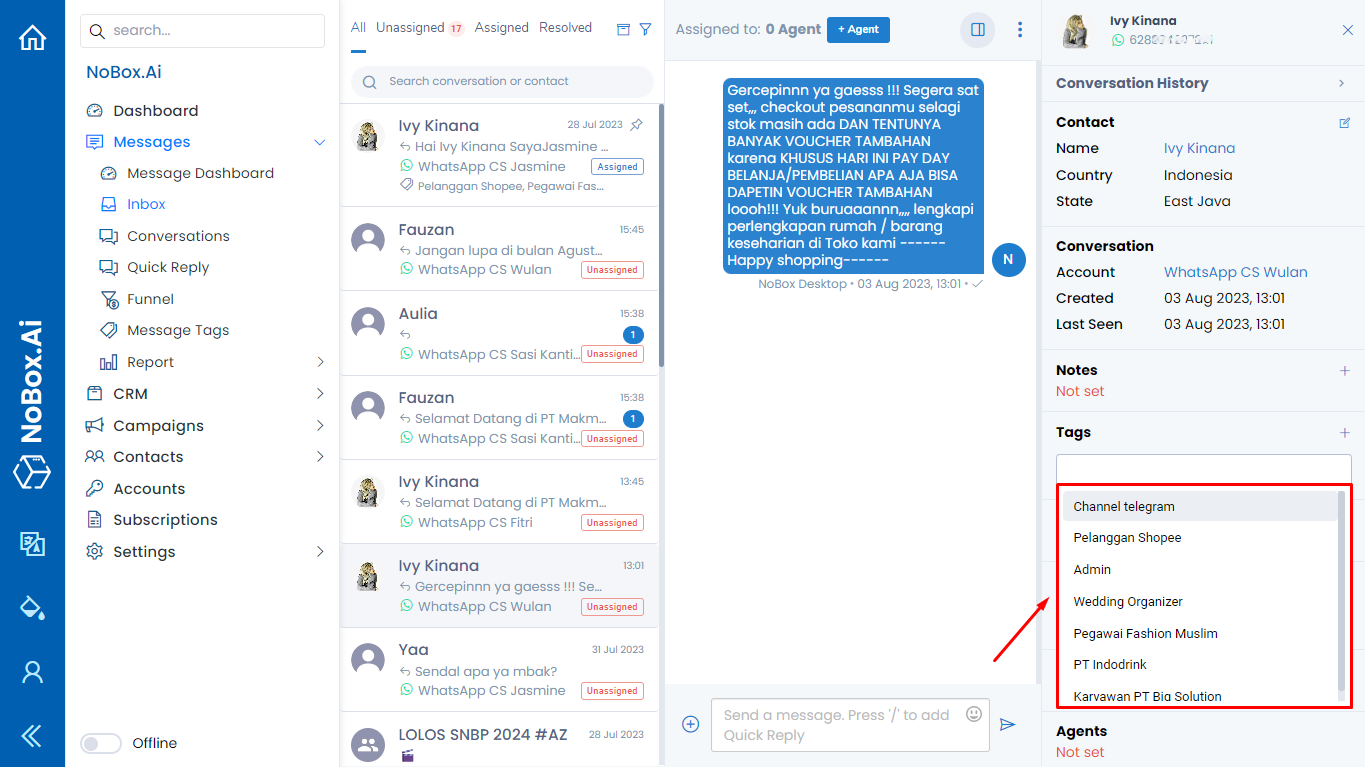 NoBox.Ai
search...
NoBox.Ai
Dashboard
Messages
Message Dashboard
Inbox
Conversations
Quick Reply
Funnel
Message Tags
Report
CRM
Campaigns
Contacts
Accounts
Subscriptions
Settings
Offline
All Unassigned 17 Assigned Resolved
Search conversation or contact
Ivy Kinana 28 Jul 2023
Hai Ivy Kinana SayaJasmine ...
WhatsApp CS Jasmine Assigned
Pelanggan Shopee, Pegawai Fas...
Fauzan 15:45
Jangan lupa di bulan Agust...
WhatsApp CS Wulan Unassigned
Aulia 15:38
1
WhatsApp CS Sasi Kanti... Unassigned
Fauzan 15:38
Selamat Datang di PT Makm... 1
WhatsApp CS Sasi Kanti... Unassigned
Ivy Kinana 13:45
Selamat Datang di PT Makm...
WhatsApp CS Fitri Unassigned
Ivy Kinana 13:01
Gercepinnn ya gaesss !!! Se...
WhatsApp CS Wulan Unassigned
Yaa 31 Jul 2023
Sendal apa ya mbak?
WhatsApp CS Jasmine Unassigned
LOLOS SNBP 2024 #AZ 28 Jul 2023
Assigned to: 0 Agent + Agent
Gercepinnn ya gaesss !!! Segera sat
set,,, checkout pesananmu selagi
stok masih ada DAN TENTUNYA
BANYAK VOUCHER TAMBAHAN
karena KHUSUS HARI INI PAY DAY
BELANJA/PEMBELIAN APA AJA BISA
DAPETIN VOUCHER TAMBAHAN
loooh!!! Yuk buruaaannn,,,, lengkapi
perlengkapan rumah / barang
keseharian di Toko kami ------
Happy shopping------
N
NoBox Desktop • 03 Aug 2023, 13:01 •
Send a message. Press '/' to add
Quick Reply
Ivy Kinana
Conversation History
Contact
Name Ivy Kinana
Country Indonesia
State East Java
Conversation
Account WhatsApp CS Wulan
Created 03 Aug 2023, 13:01
Last Seen 03 Aug 2023, 13:01
Notes
Not set
Tags
Channel telegram
Pelanggan Shopee
Admin
Wedding Organizer
Pegawai Fashion Muslim
PT Indodrink
Karyawan PT Big Solution
Agents
Not set